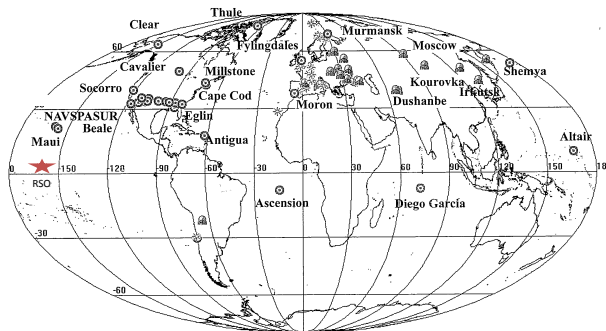 Thule
Clear
Murmansk
60
Fylingdales
Moscow
Cavalier
Millstone
Shemya
Socorro
Kourovka
Cape Cod
Irkutsk
Moron
Dushanbe
NAVSPASUR
Eglin
Beale
Maui
Antigua
Altair
0
-150
-120
-90
-60
-30
0
30
60
90
120
150
18
RSO
Ascension
Diego García
-30
-60